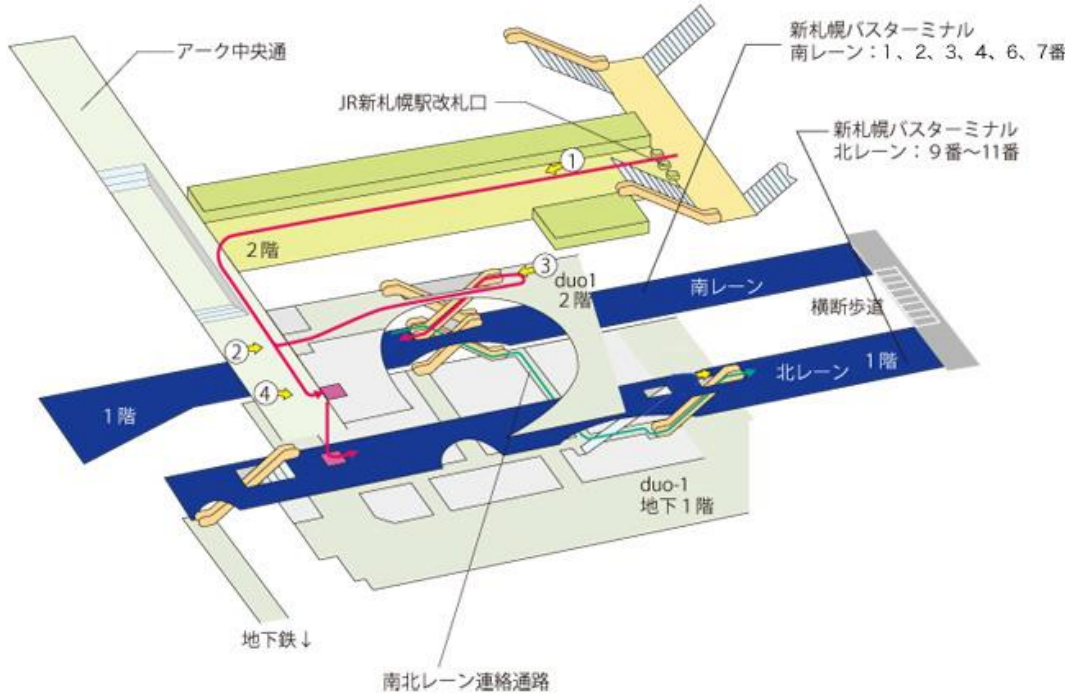 アーク中央通
新札幌バスターミナル
南レーン：1、2、3、4、6、7番
JR新札幌駅改札口
新札幌バスターミナル
北レーン：９番～11番
①
２階
③
duo1
２階
南レーン
横断歩道
②
④
１階
北レーン
１階
duo-1
地下１階
地下鉄↓
南北レーン連絡通路